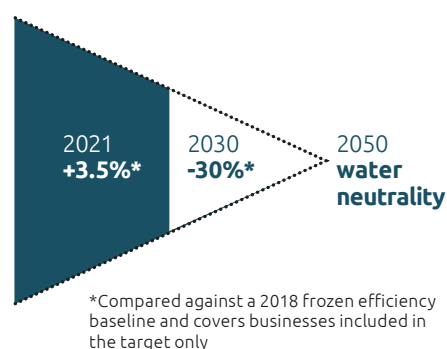 2021
+3.5%*
2030
-30%*
2050
water
neutrality
*Compared against a 2018 frozen efficiency
baseline and covers businesses included in
the target only